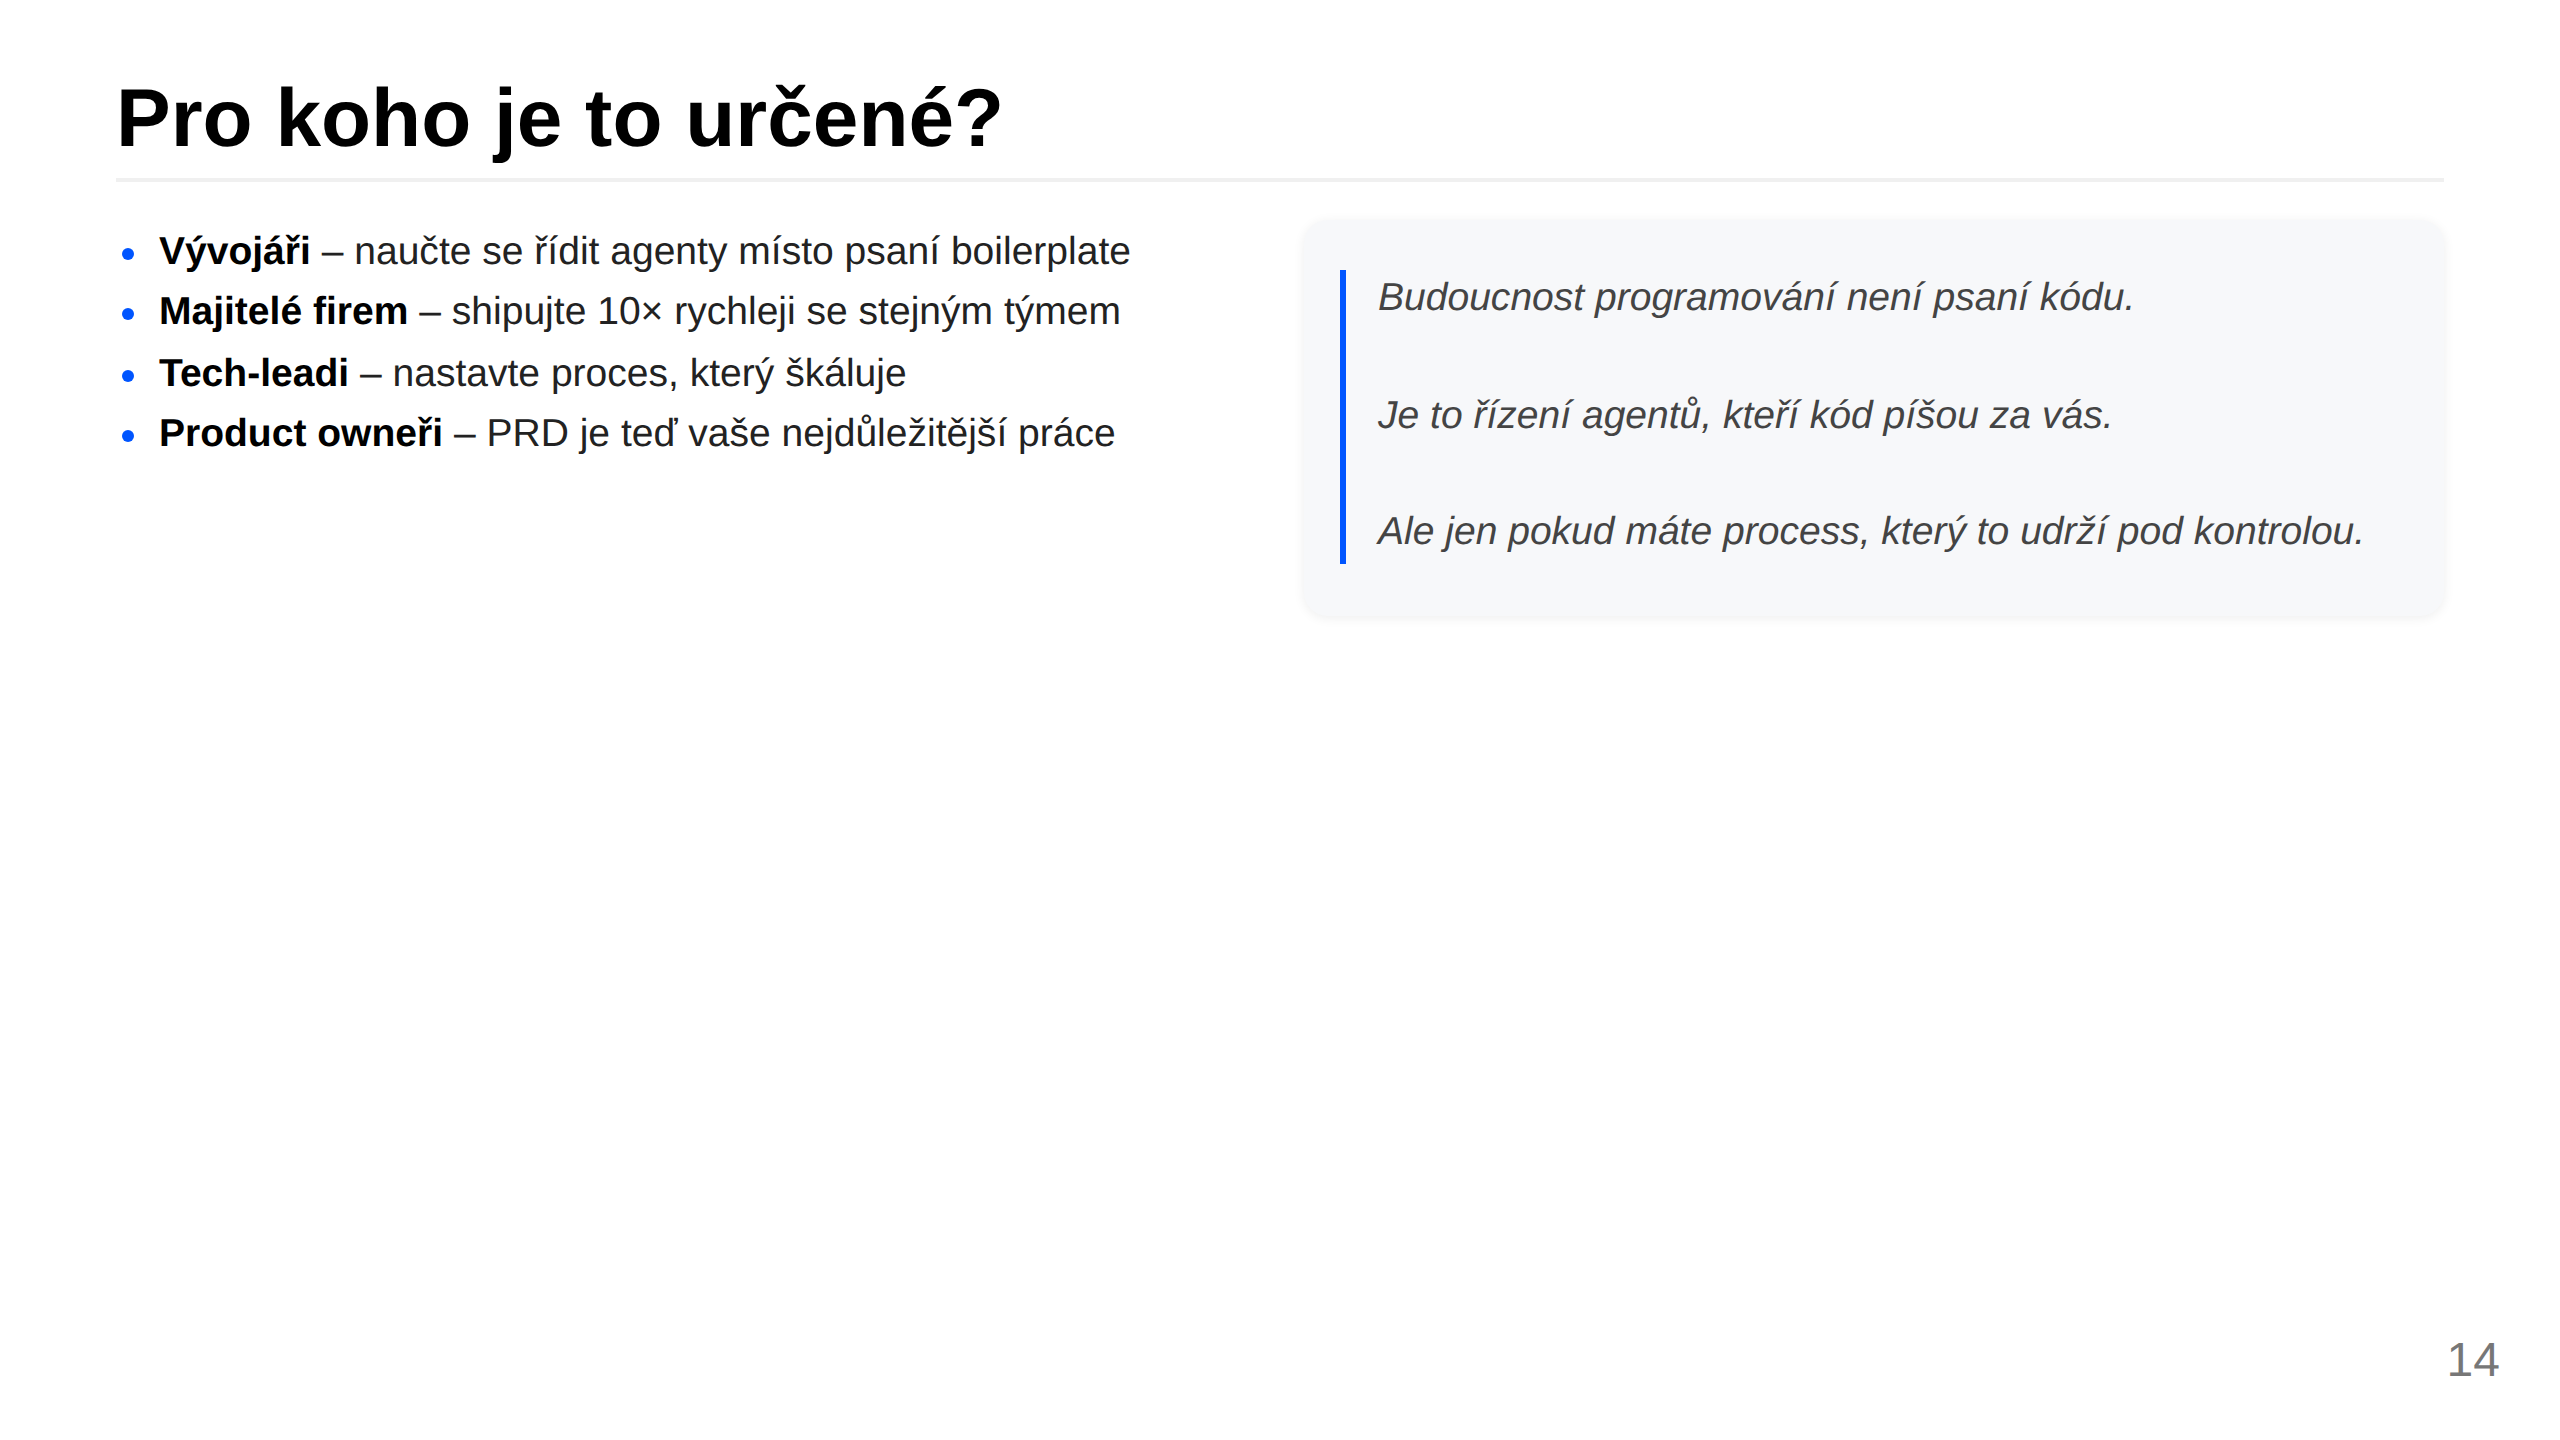 Pro koho je to určené?
• Vývojáři – naučte se řídit agenty místo psaní boilerplate
• Majitelé firem – shipujte 10× rychleji se stejným týmem
• Tech-leadi – nastavte proces, který škáluje
• Product owneři – PRD je teď vaše nejdůležitější práce
Budoucnost programování není psaní kódu.
Je to řízení agentů, kteří kód píšou za vás.
Ale jen pokud máte process, který to udrží pod kontrolou.
14